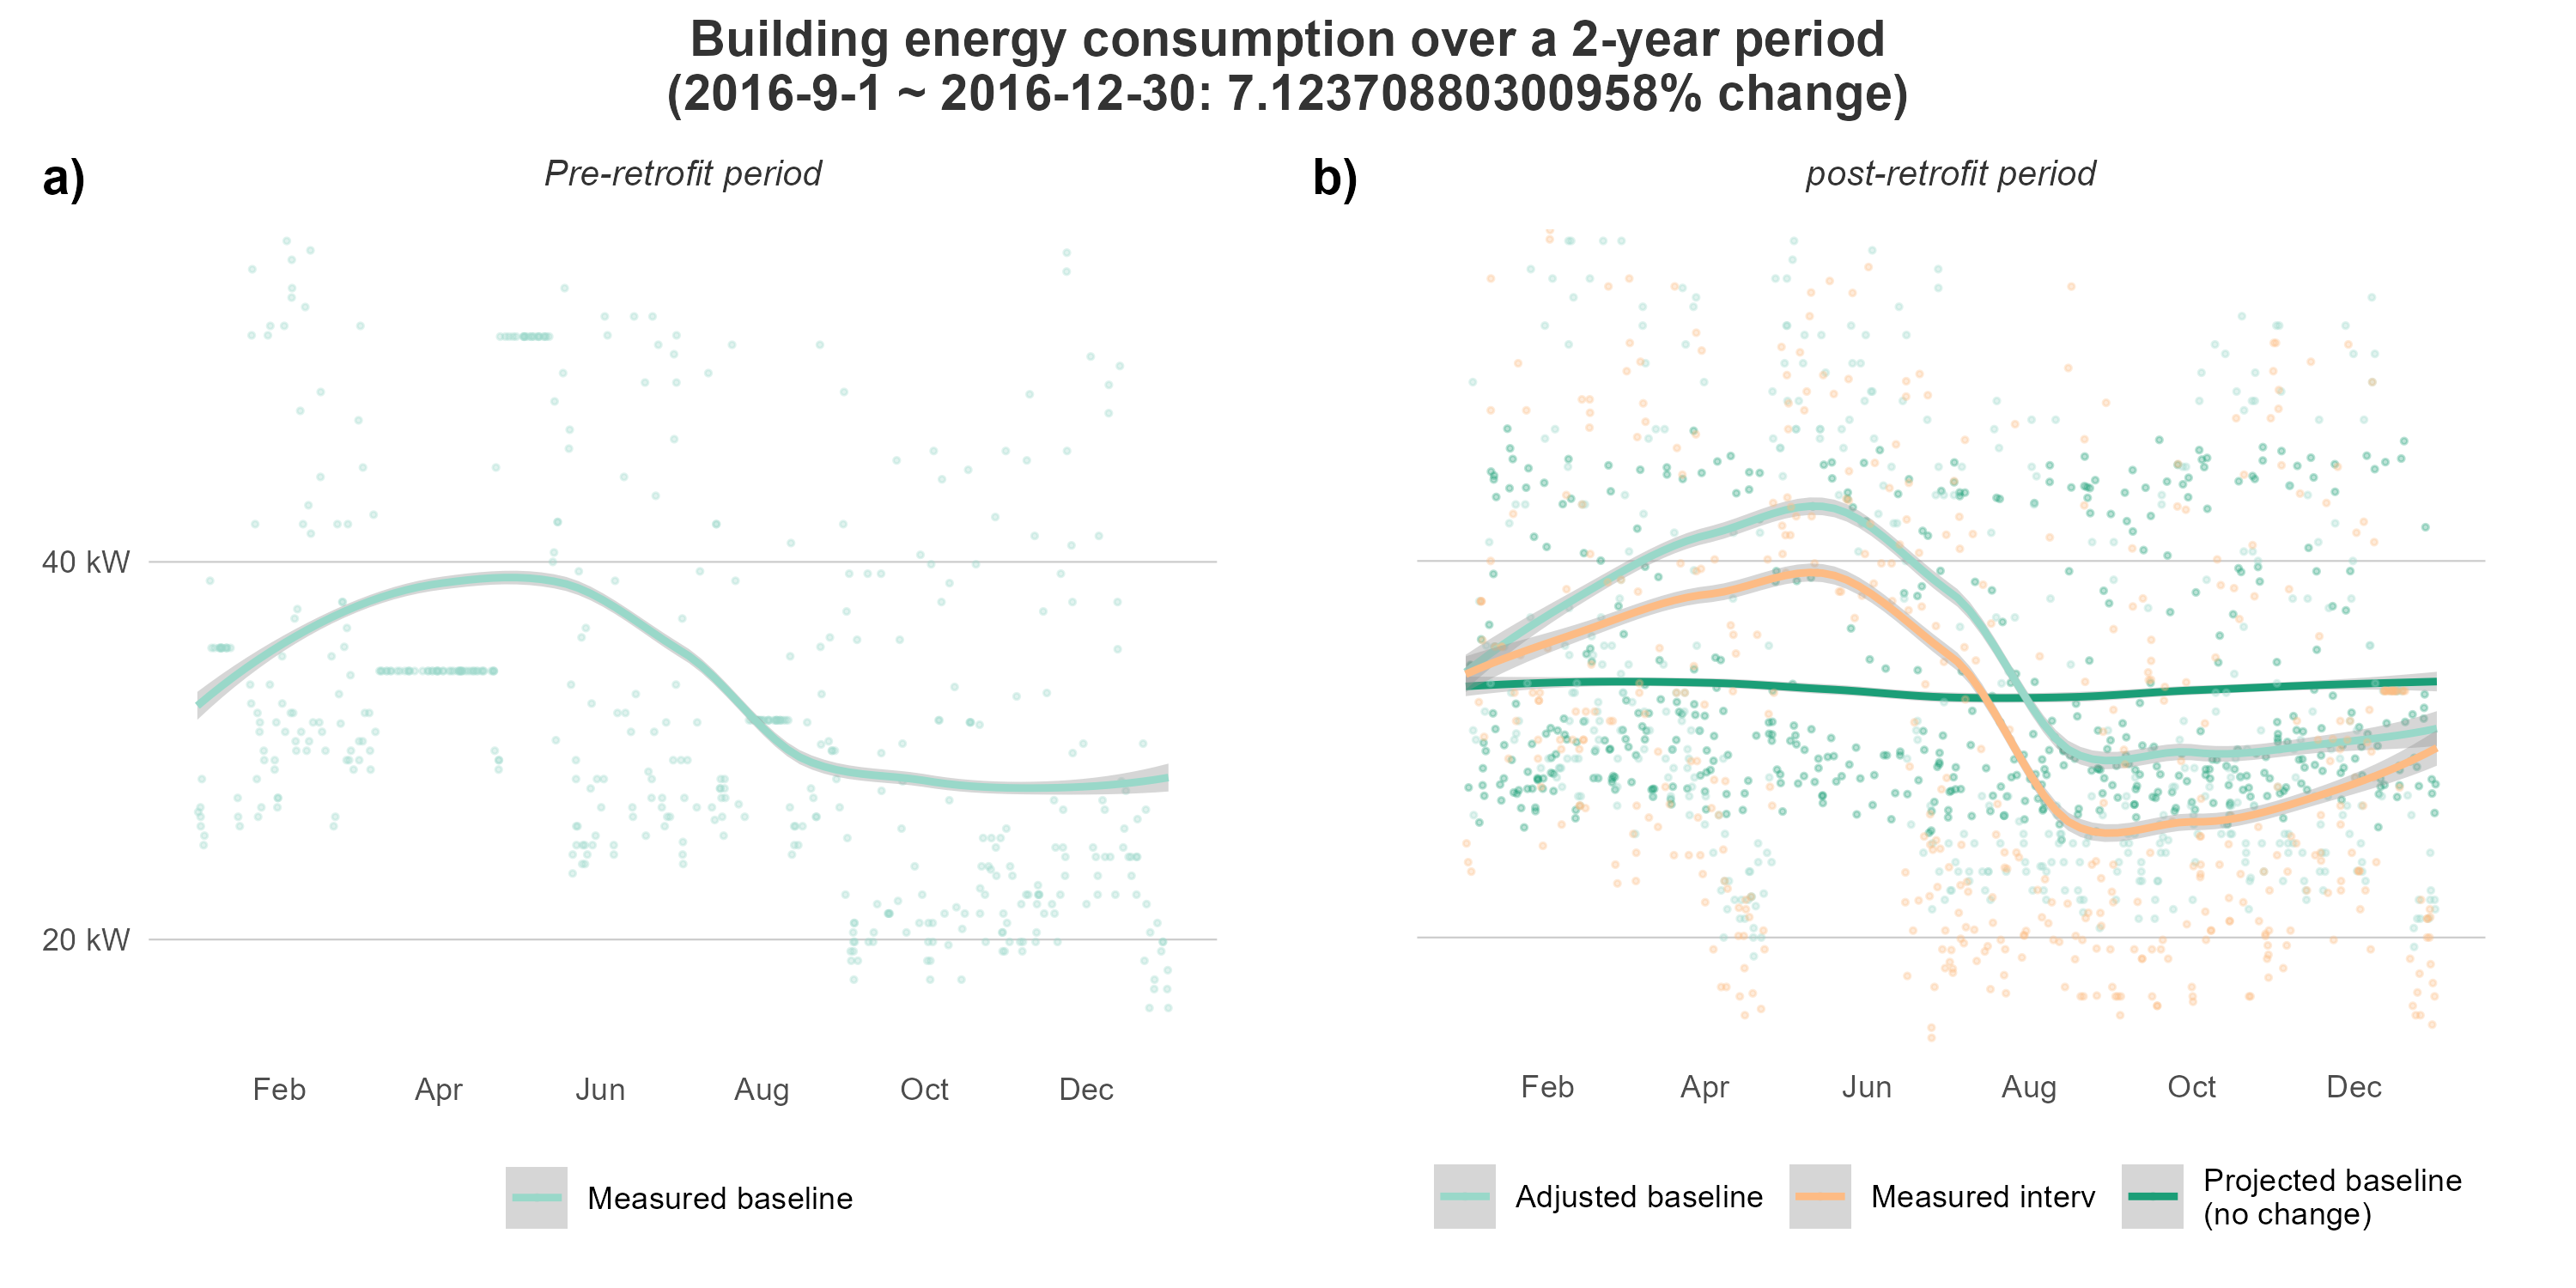 Building energy consumption over a 2-year period
(2016-9-1 ~ 2016-12-30: 7.12370880300958% change)
a)
Pre-retrofit period
40 kW
20 kW
Feb Apr Jun Aug Oct Dec
Measured baseline
b)
post-retrofit period
Feb Apr Jun Aug Oct Dec
Adjusted baseline
Measured interv
Projected baseline
(no change)